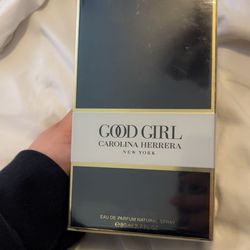 GOOD GIRL
CAROLINA HERRERA
NEW YORK
EAU DE PARFUM NATURAL SPRAY